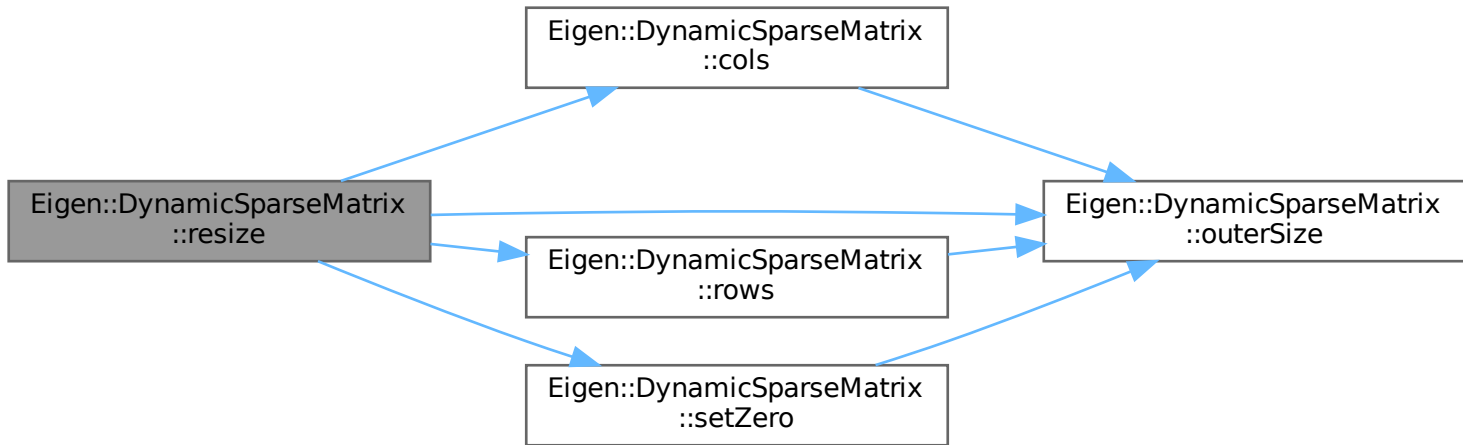 Eigen::DynamicSparseMatrix
::cols
Eigen::DynamicSparseMatrix
::resize
Eigen::DynamicSparseMatrix
::outerSize
Eigen::DynamicSparseMatrix
::rows
Eigen::DynamicSparseMatrix
::setZero